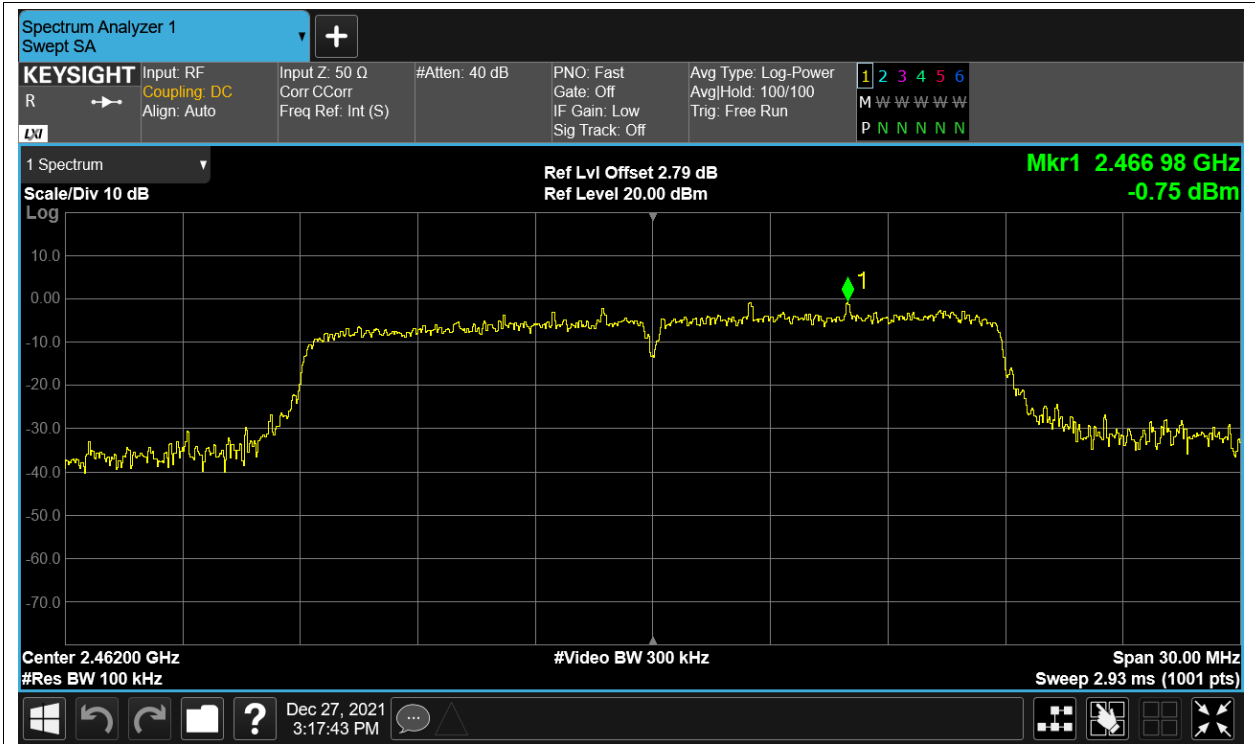 Spectrum Analyzer 1
Swept SA
KEYSIGHT
R
LXI
Input: RF
Coupling: DC
Align: Auto
Input Z: 50 Ω
Corr CCorr
Freq Ref: Int (S)
#Atten: 40 dB
PNO: Fast
Gate: Off
IF Gain: Low
Sig Track: Off
Avg Type: Log-Power
Avg|Hold: 100/100
Trig: Free Run
1 2 3 4 5 6
M W W W W W
P N N N N N
1 Spectrum
Scale/Div 10 dB
Log
Ref Lvl Offset 2.79 dB
Ref Level 20.00 dBm
Mkr1 2.466 98 GHz
-0.75 dBm
10.0
0.00
-10.0
-20.0
-30.0
-40.0
-50.0
-60.0
-70.0
1
Center 2.46200 GHz
#Res BW 100 kHz
#Video BW 300 kHz
Span 30.00 MHz
Sweep 2.93 ms (1001 pts)
?
Dec 27, 2021
3:17:43 PM